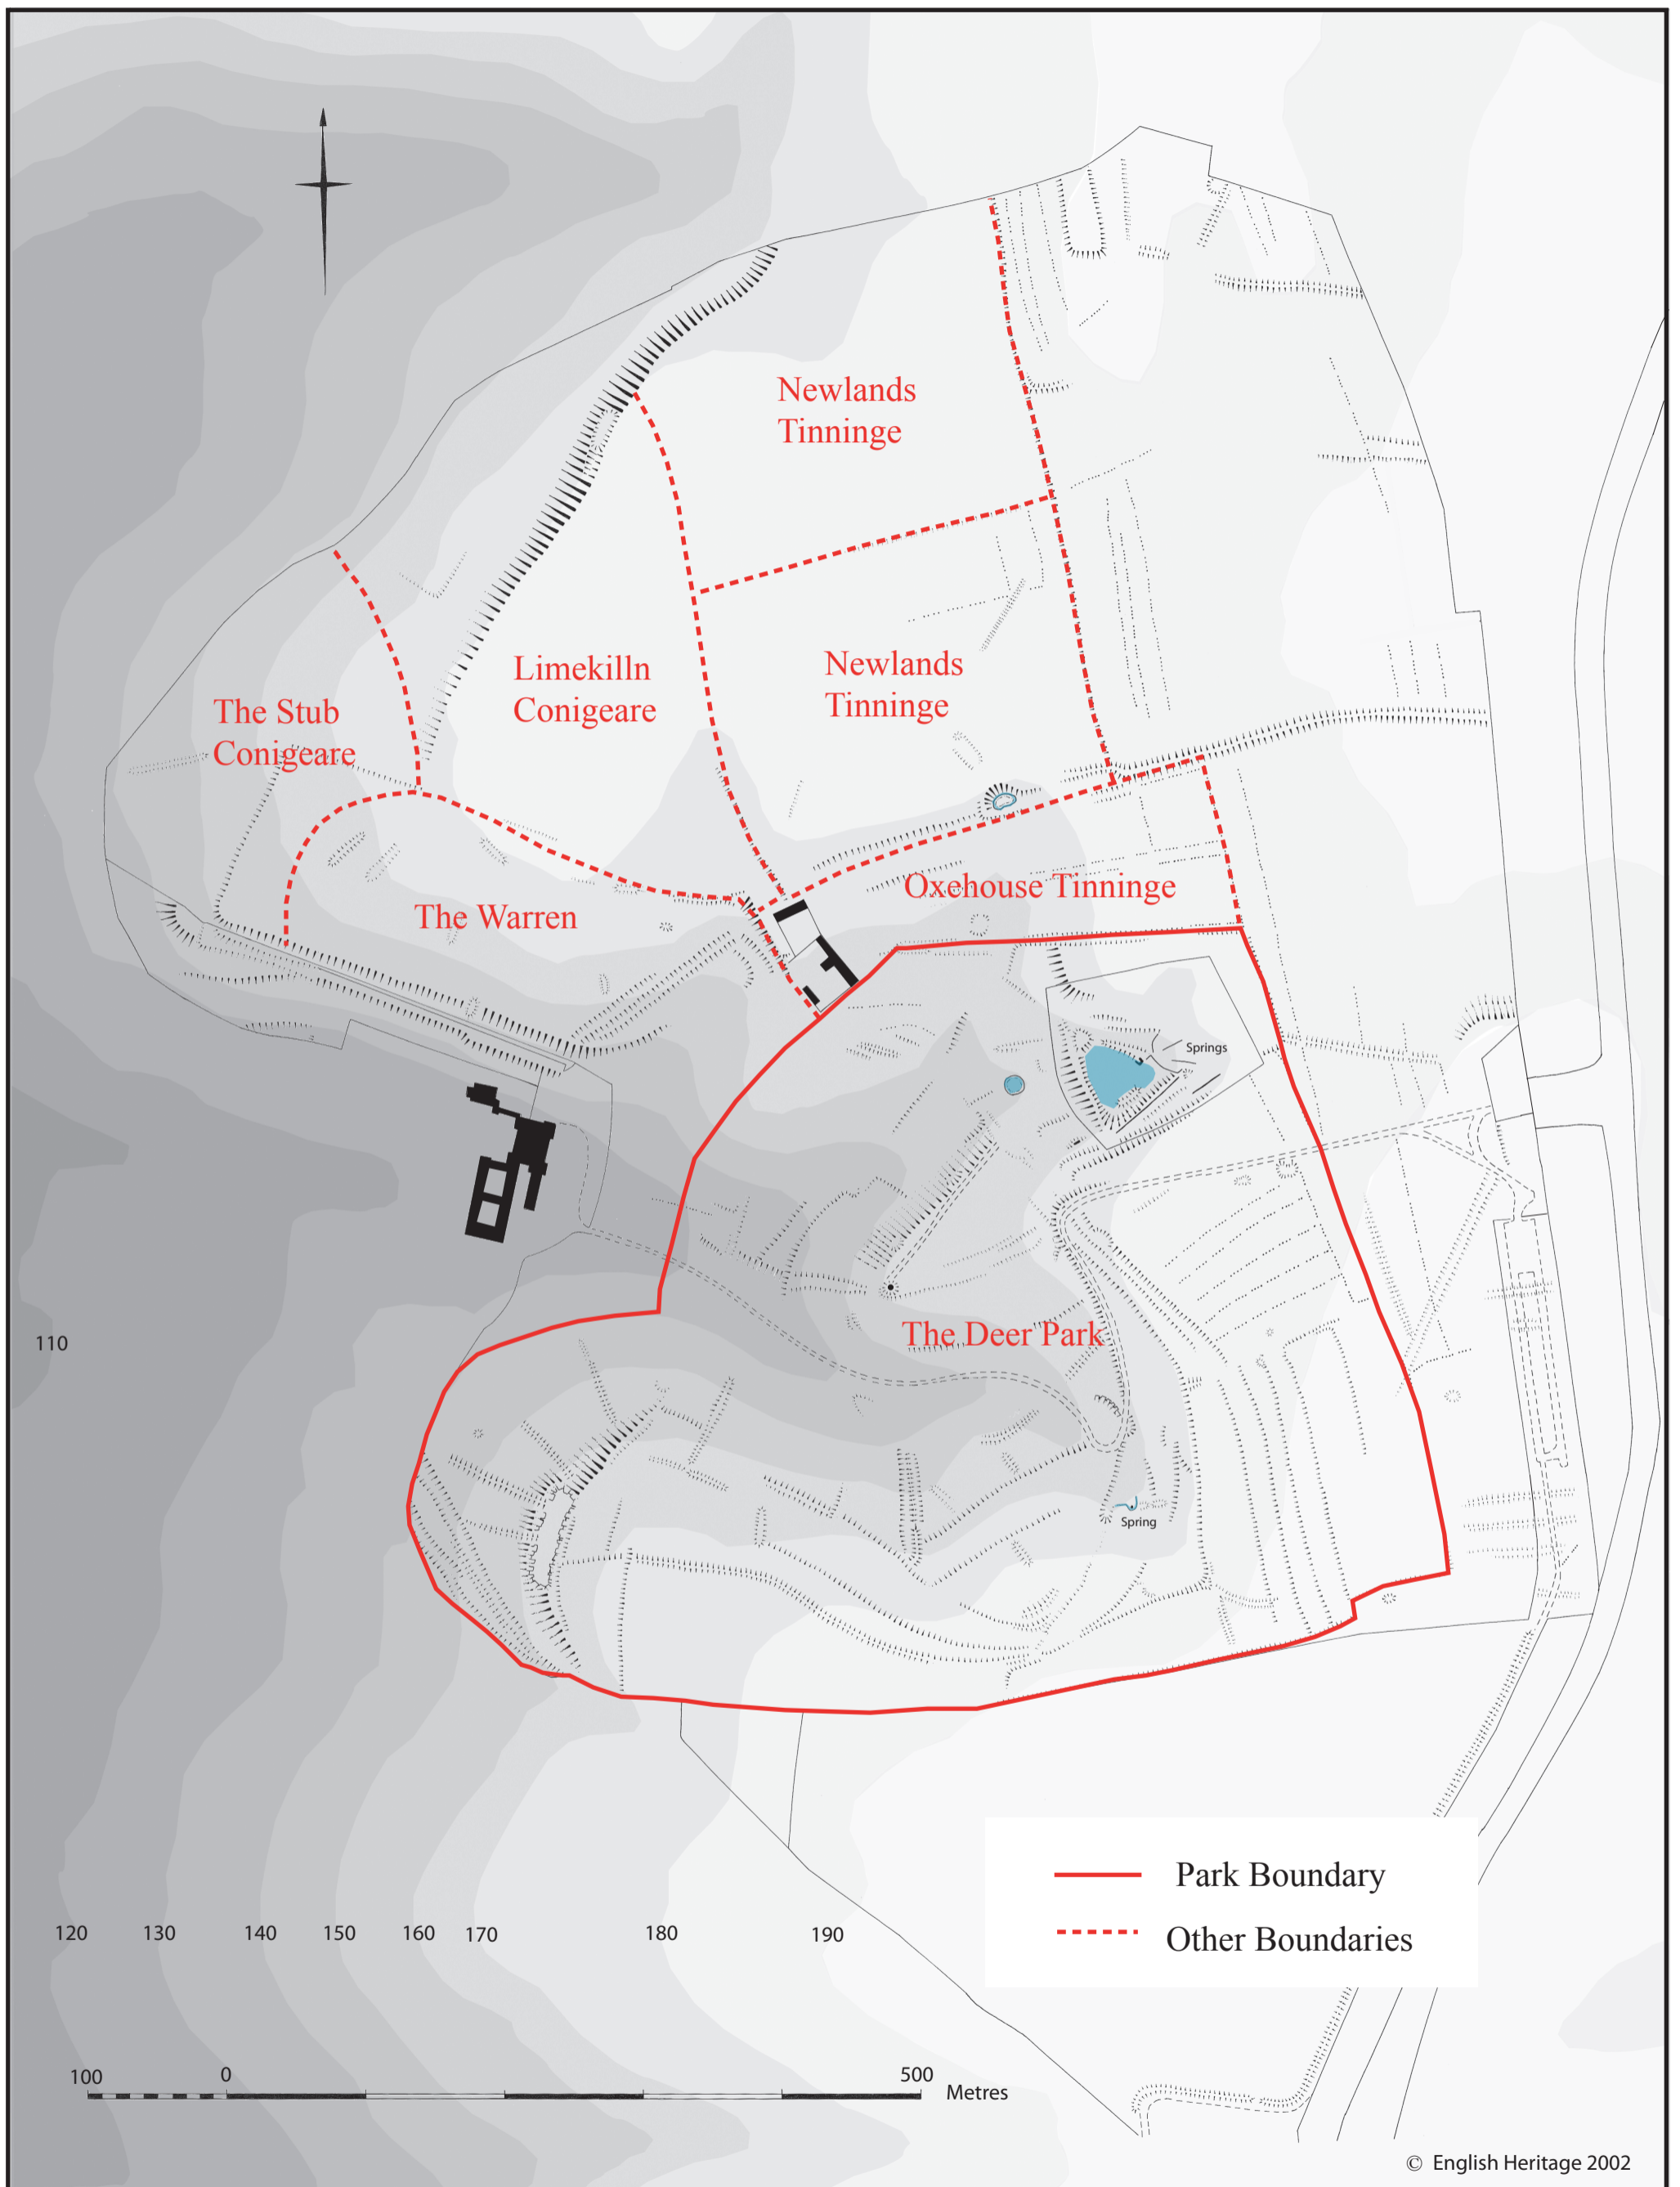 Newlands
Tinninge
Limekilln
Conigeare
Newlands
Tinninge
The Stub
Conigeare
Oxehouse Tinninge
The Warren
Springs
110
The Deer Park
Spring
Park Boundary
Other Boundaries
120 130 140 150 160 170 180 190
100 0 500 Metres
© English Heritage 2002